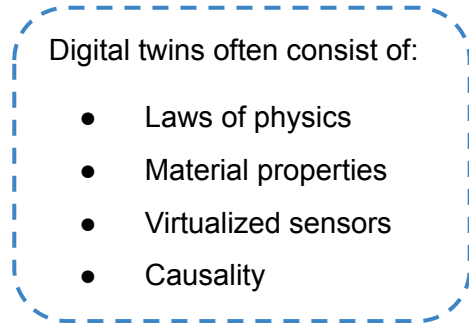 Digital twins often consist of:
● Laws of physics
● Material properties
● Virtualized sensors
● Causality